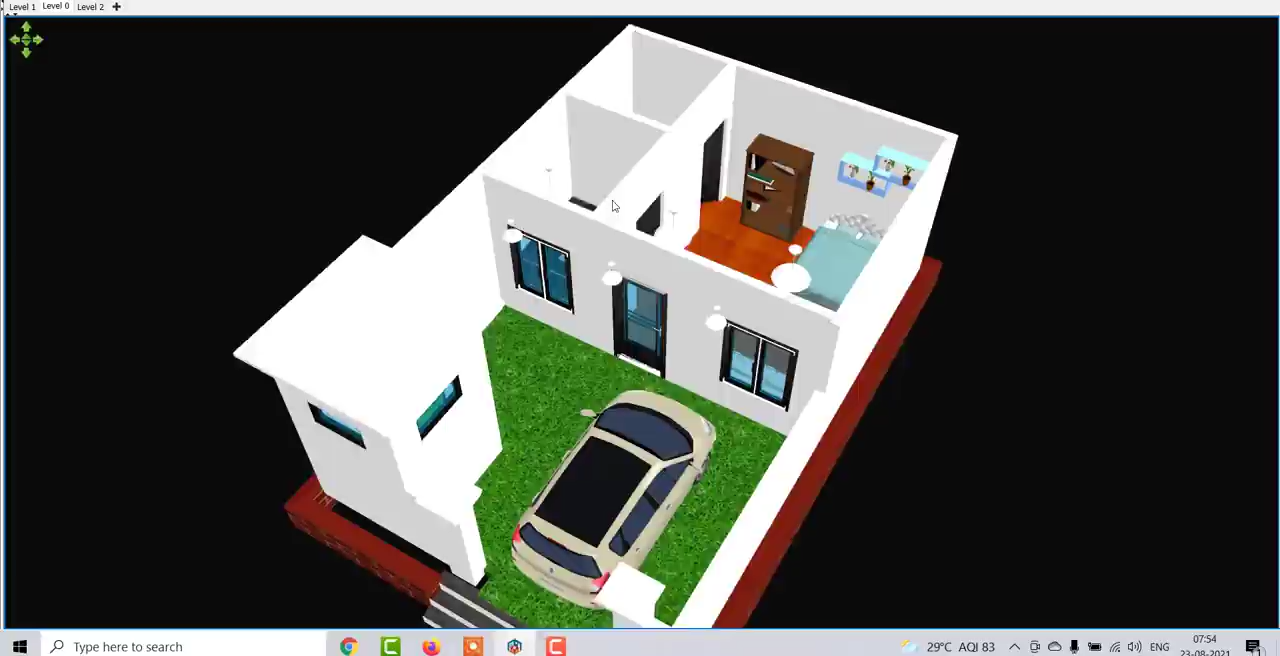 Level 1 Level 0 Level 2
Type here to search
29°C AQI 83
ENG
07:54
23-08-2021